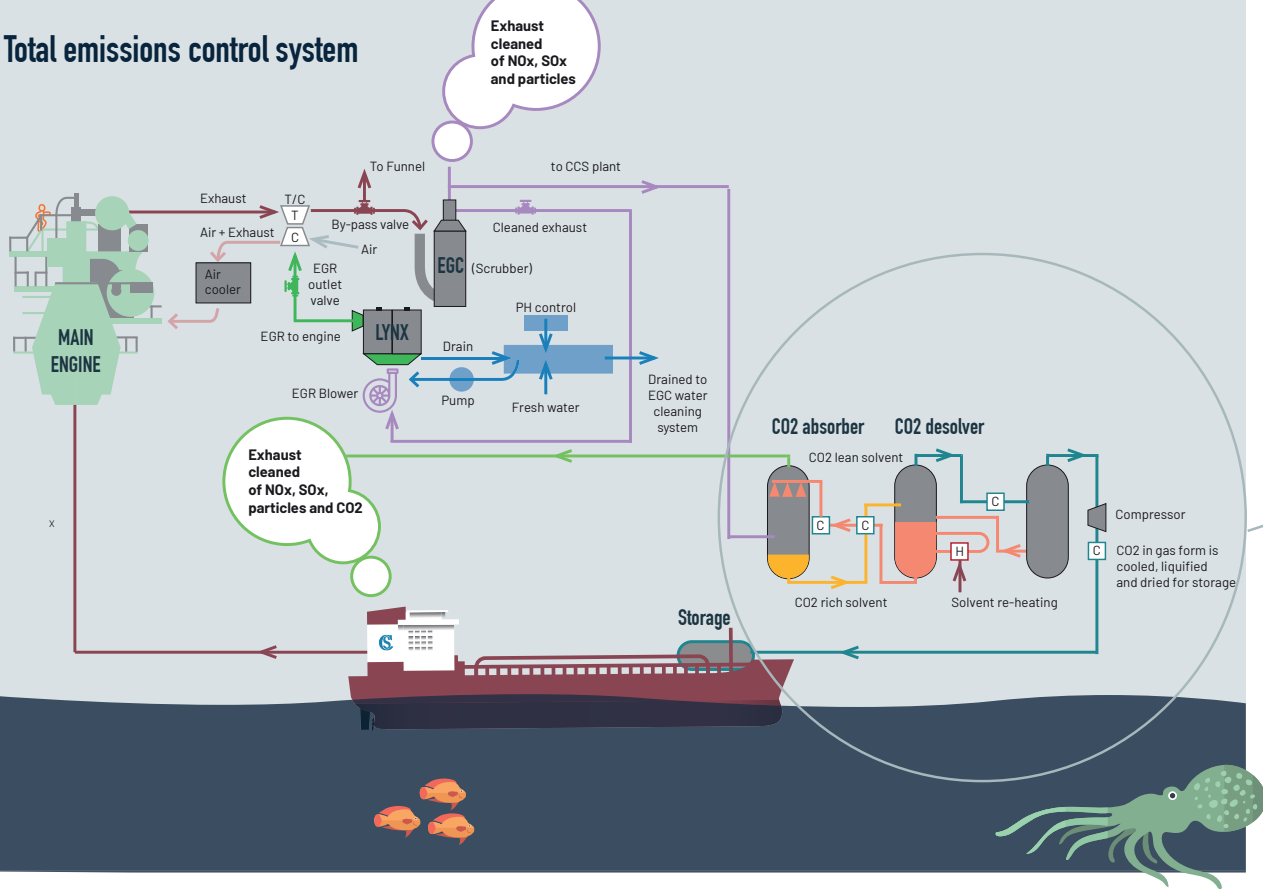 Total emissions control system
Exhaust
cleaned
of NOx, SOx
and particles
To Funnel
to CCS plant
Exhaust
T/C
T
By-pass valve
Cleaned exhaust
Air + Exhaust
C
Air
Air
cooler
EGR
outlet
valve
EGC
(Scrubber)
MAIN
ENGINE
EGR to engine
LYNX
PH control
Drain
EGR Blower
Pump
Fresh water
Drained to
EGC water
cleaning
system
Exhaust
cleaned
of NOx, SOx,
particles and CO2
x
CO2 absorber
CO2 desolver
CO2 lean solvent
C
C
C
H
Compressor
C
CO2 in gas form is
cooled, liquified
and dried for storage
CO2 rich solvent
Solvent re-heating
Storage